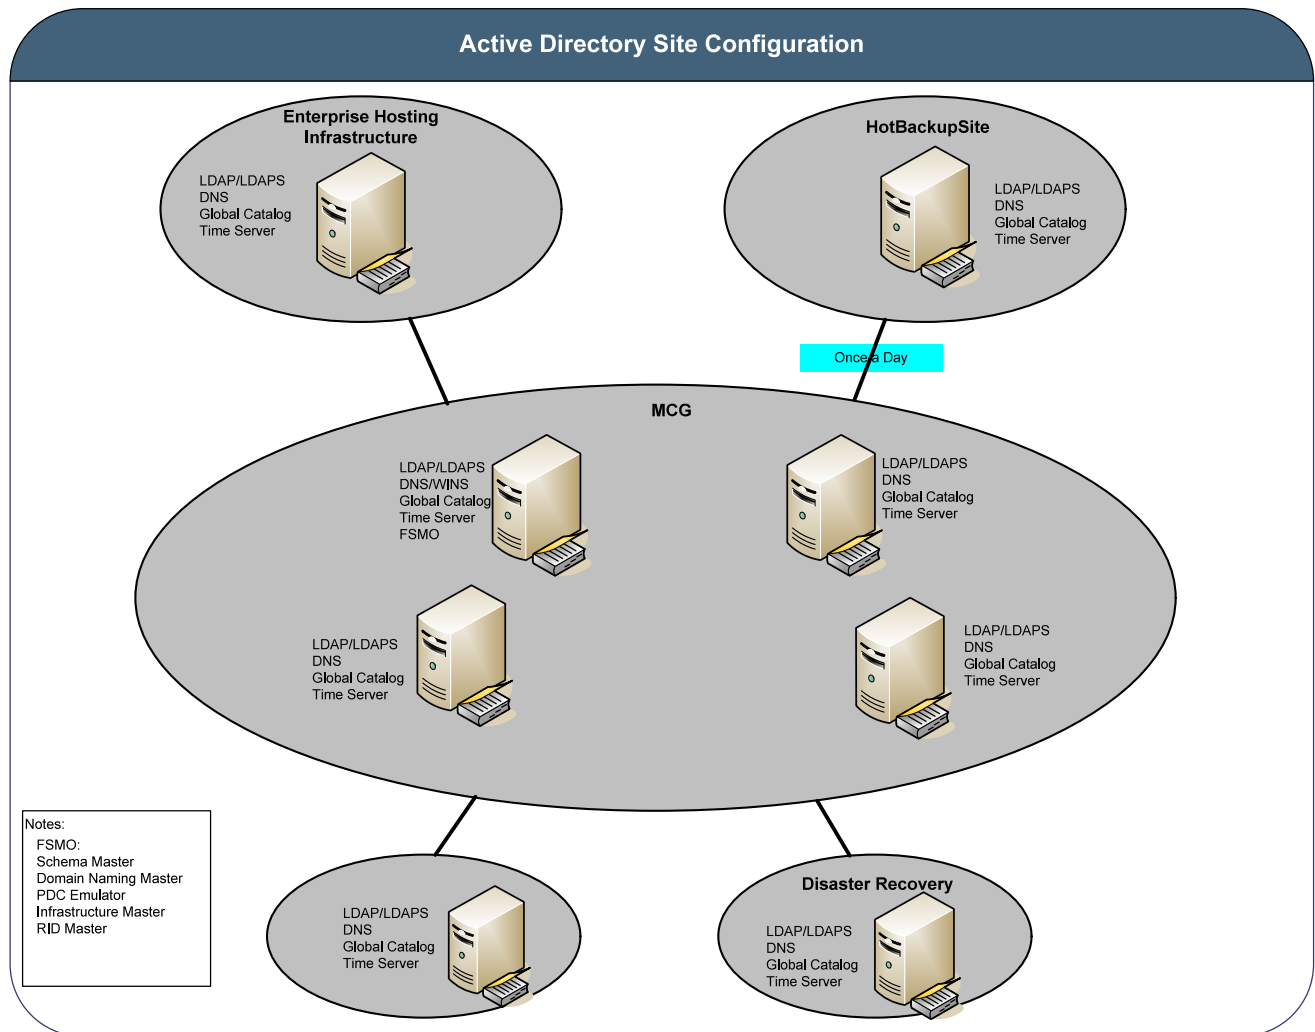 Active Directory Site Configuration
Enterprise Hosting
Infrastructure
LDAP/LDAPS
DNS
Global Catalog
Time Server
HotBackupSite
LDAP/LDAPS
DNS
Global Catalog
Time Server
Once a Day
MCG
LDAP/LDAPS
DNS/WINS
Global Catalog
Time Server
FSMO
LDAP/LDAPS
DNS
Global Catalog
Time Server
LDAP/LDAPS
DNS
Global Catalog
Time Server
LDAP/LDAPS
DNS
Global Catalog
Time Server
Notes:
FSMO:
Schema Master
Domain Naming Master
PDC Emulator
Infrastructure Master
RID Master
LDAP/LDAPS
DNS
Global Catalog
Time Server
Disaster Recovery
LDAP/LDAPS
DNS
Global Catalog
Time Server